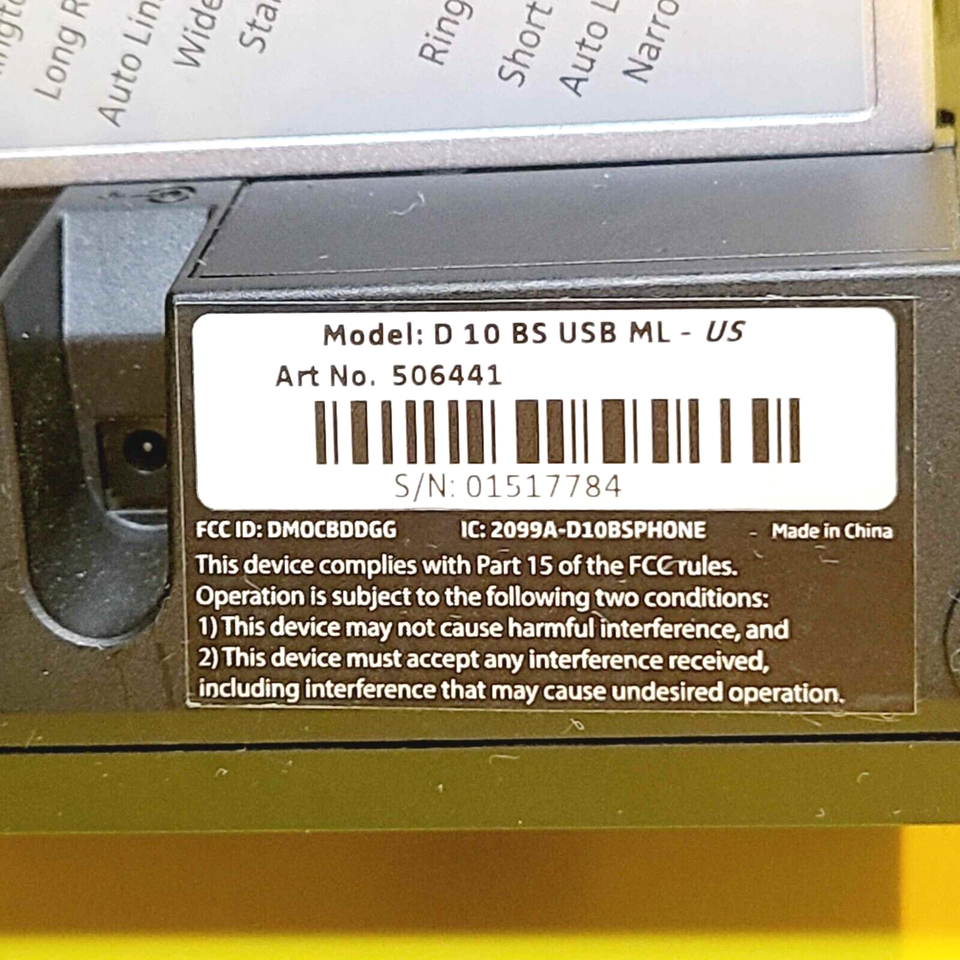 Long R
Auto Lin
Wide
Sta
Ring
Short
Auto L
Narro
Model: D 10 BS USB ML - US
Art No. 506441
S/N: 01517784
FCC ID: DMOCBDDGG IC: 2099A-D10BSPHONE - Made in China
This device complies with Part 15 of the FCC rules.
Operation is subject to the following two conditions:
1) This device may not cause harmful interference, and
2) This device must accept any interference received,
including interference that may cause undesired operation.